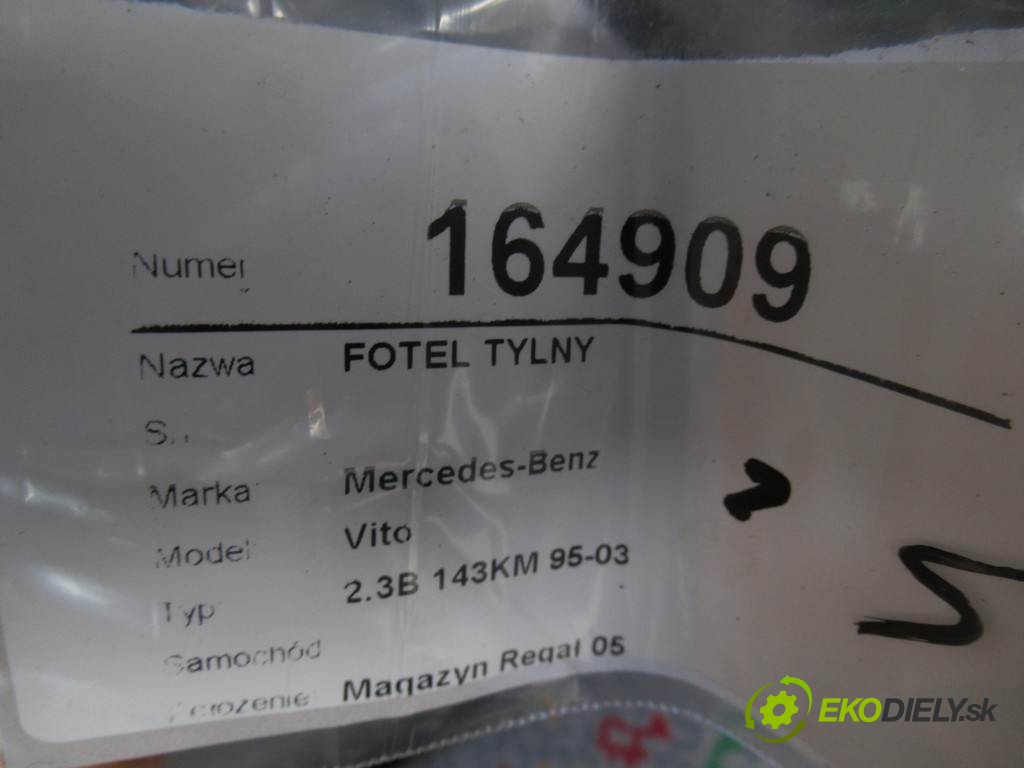 Numer 164909
Nazwa FOTEL TYLNY
Marka Mercedes-Benz
Model Vito
Typ 2.3B 143KM 95-03
Samochód
Magazyn Regał 05
EKODIELY.sk